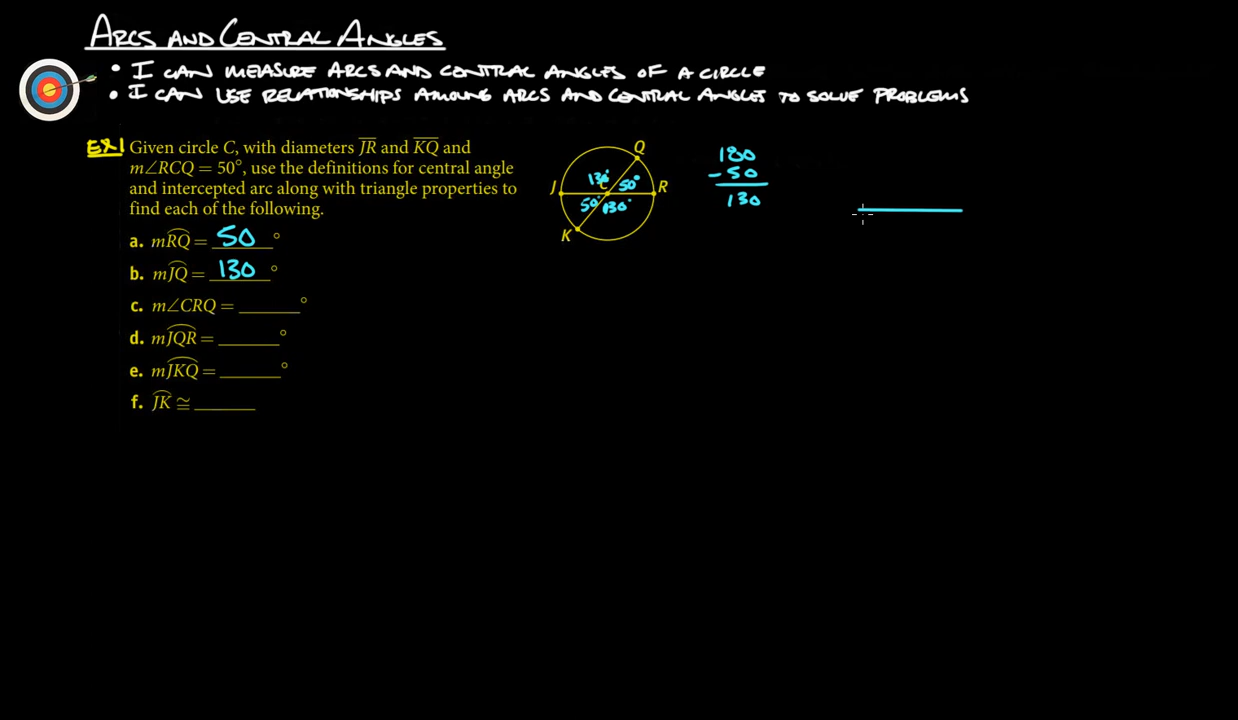 ARCS AND CENTRAL ANGLES
• I CAN MEASURE ARCS AND CENTRAL ANGLES OF A CIRCLE
• I CAN USE RELATIONSHIPS AMONG ARCS AND CENTRAL ANGLES TO SOLVE PROBLEMS
EX1 Given circle C, with diameters J͞R and K͞Q and
m∠RCQ = 50°, use the definitions for central angle
and intercepted arc along with triangle properties to
find each of the following.
a. mRQ = 50 °
b. mJQ = 130 °
c. m∠CRQ = ______ °
d. mJQR = ______ °
e. mJKQ = ______ °
f. JK ≅ ______
Q
130° 50°
J C R
50° 130°
K
180
-50
130